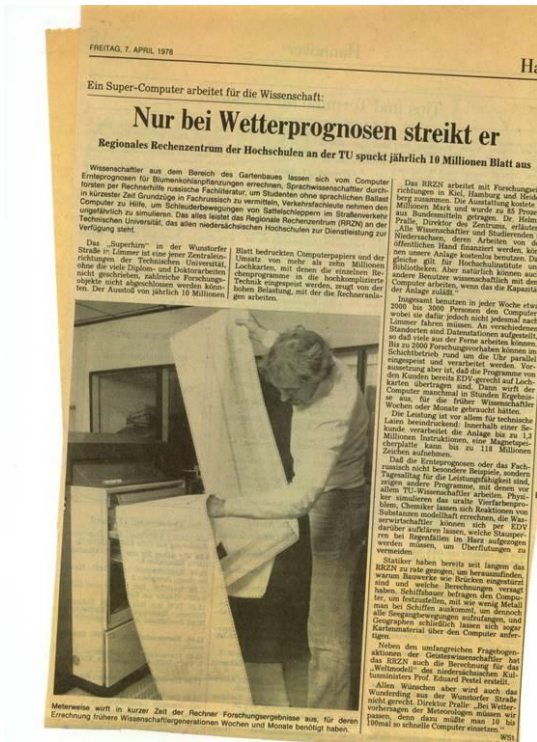 FREITAG, 7. APRIL 1978
Ha
Ein Super-Computer arbeitet für die Wissenschaft:
Nur bei Wetterprognosen streikt er
Regionales Rechenzentrum der Hochschulen an der TU spuckt jährlich 10 Millionen Blatt aus
Wissenschaftler aus dem Bereich des Gartenbaues lassen sich vom Computer
Ernteprognosen für Blumenkohlpflanzungen errechnen, Sprachwissenschaftler durch-
forsten per Rechnerhilfe russische Fachliteratur, um Studenten ohne sprachlichen Ballast
in kürzester Zeit Grundzüge in Fachrussisch zu vermitteln, Verkehrsfachleute nehmen den
Computer zu Hilfe, um Schleuderbewegungen von Sattelschleppern im Straßenverkehr
ungefährlich zu simulieren. Das alles leistet das Regionale Rechenzentrum (RRZN) an der
Technischen Universität, das allen niedersächsischen Hochschulen zur Dienstleistung zur
Verfügung steht.
Das „Superhirn" in der Wunstorfer
Straße in Limmer ist eine jener Zentralein-
richtungen der Technischen Universität,
ohne die viele Diplom- und Doktorarbeiten
nicht geschrieben, zahlreiche Forschungs-
objekte nicht abgeschlossen werden könn-
ten. Der Ausstoß von jährlich 10 Millionen
Blatt bedruckten Computerpapiers und der
Umsatz von mehr als zehn Millionen
Lochkarten, mit denen die einzelnen Re-
chenprogramme in die hochkomplizierte
Technik eingespeist werden, zeugt von der
hohen Belastung, mit der die Rechneranla-
gen arbeiten.
Meterweise wirft in kurzer Zeit der Rechner Forschungsergebnisse aus, für deren
Errechnung frühere Wissenschaftlergenerationen Wochen und Monate benötigt haben.
Das RRZN arbeitet mit Forschungsei
richtungen in Kiel, Hamburg und Heide
berg zusammen. Die Ausstattung kostete
Millionen Mark und wurde zu 85 Proze
aus Bundesmitteln getragen. Dr. Helm
Pralle, Direktor des Zentrums, erläuter
„Alle Wissenschaftler und Studierenden
Niedersachsen, deren Arbeiten von d
öffentlichen Hand finanziert werden, kön
nen unsere Anlage kostenlos benutzen. Da
gleiche gilt für Hochschulinstitute un
Bibliotheken. Aber natürlich können auc
andere Benutzer wissenschaftlich mit dem
Computer arbeiten, wenn das die Kapazitä
der Anlage zuläßt."
Insgesamt benutzen in jeder Woche etwa
2000 bis 3000 Personen den Computer
wobei sie dafür jedoch nicht jedesmal nach
Limmer fahren müssen. An verschiedenen
Standorten sind Datenstationen aufgestellt,
so daß viele aus der Ferne arbeiten können.
Bis zu 2000 Forschungsvorhaben können im
Schichtbetrieb rund um die Uhr parallel
eingespeist und verarbeitet werden. Vor-
aussetzung aber ist, daß die Programme von
den Kunden bereits EDV-gerecht auf Loch-
karten übertragen sind. Dann wirft der
Computer manchmal in Stunden Ergebnis-
se aus, für die früher Wissenschaftler
Wochen oder Monate gebraucht hätten.
Die Leistung ist vor allem für technische
Laien beeindruckend: Innerhalb einer Se-
kunde verarbeitet die Anlage bis zu 1,3
Millionen Instruktionen, eine Magnetspei-
cherplatte kann bis zu 118 Millionen
Zeichen aufnehmen.
Daß die Ernteprognosen oder das Fach-
russisch nicht besondere Beispiele, sondern
Tagesalltag für die Leistungsfähigkeit sind,
zeigen andere Programme, mit denen vor
allem TU-Wissenschaftler arbeiten. Physi-
ker simulieren das uralte Vierfarbenpro-
blem, Chemiker lassen sich Reaktionen von
Substanzen modellhaft errechnen, die Was-
serwirtschaftler können sich per EDV
darüber aufklären lassen, welche Stausper-
ren bei Regenfällen im Harz aufgezogen
werden müssen, um Überflutungen zu
vermeiden.
Statiker haben bereits seit langem das
RRZN zu rate gezogen, um herauszufinden,
warum Bauwerke wie Brücken eingestürzt
sind und welche Berechnungen versagt
haben. Schiffsbauer befragen den Compu-
ter, um festzustellen, mit wie wenig Metall
man bei Schiffen auskommt, um dennoch
alle Seegangbewegungen aufzufangen, und
Geographen schließlich lassen sich sogar
Kartenmaterial über den Computer anfer-
tigen.
Neben den umfangreichen Fragebogen-
aktionen der Geisteswissenschaftler hat
das RRZN auch die Berechnung für das
„Weltmodell" des niedersächsischen Kul-
tusministers Prof. Eduard Pestel erstellt.
Allen Wünschen aber wird auch das
Wunderding aus der Wunstorfer Straße
nicht gerecht. Direktor Pralle: „Bei Wetter-
vorhersagen der Meteorologen müssen wir
passen, denn dazu müßte man 10 bis
100mal so schnelle Computer einsetzen."
WSt.